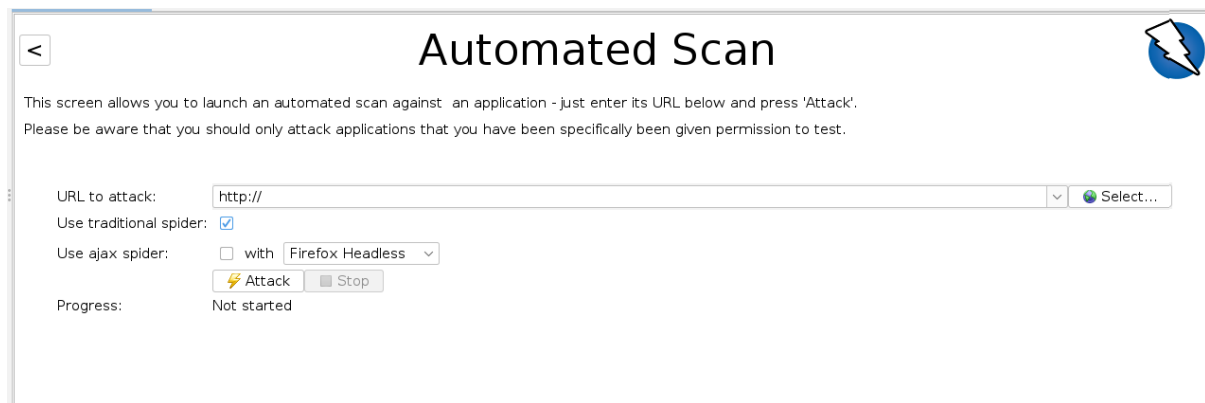 <
Automated Scan
This screen allows you to launch an automated scan against  an application - just enter its URL below and press 'Attack'.
Please be aware that you should only attack applications that you have been specifically been given permission to test.
URL to attack: http:// Select...
Use traditional spider:
Use ajax spider: with Firefox Headless
Attack Stop
Progress: Not started